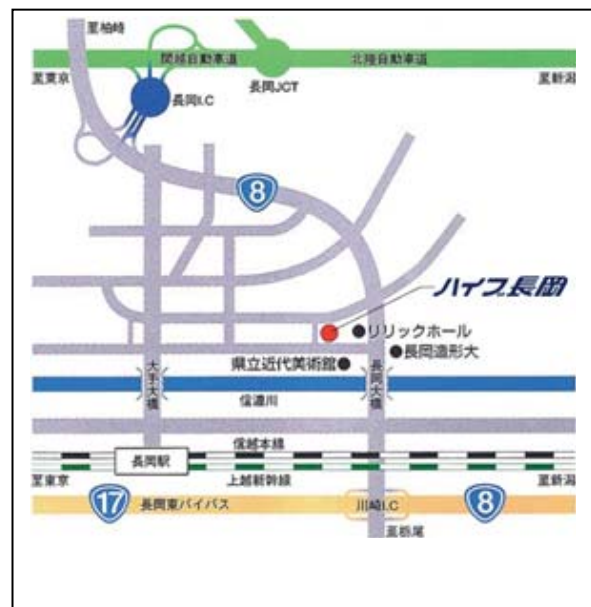 至柏崎
関越自動車道
北陸自動車道
至東京
長岡JCT
至新潟
長岡I.C
8
ハイブ長岡
リリックホール
長岡造形大
県立近代美術館
大手大橋
長岡大橋
信濃川
信越本線
長岡駅
至東京
上越新幹線
至新潟
17
長岡東バイパス
川崎I.C
8
至栃尾